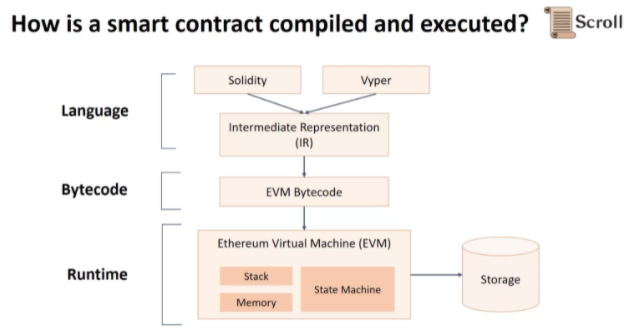 How is a smart contract compiled and executed?
Scroll
Language
Solidity
Vyper
Intermediate Representation
(IR)
Bytecode
EVM Bytecode
Runtime
Ethereum Virtual Machine (EVM)
Stack
Memory
State Machine
Storage